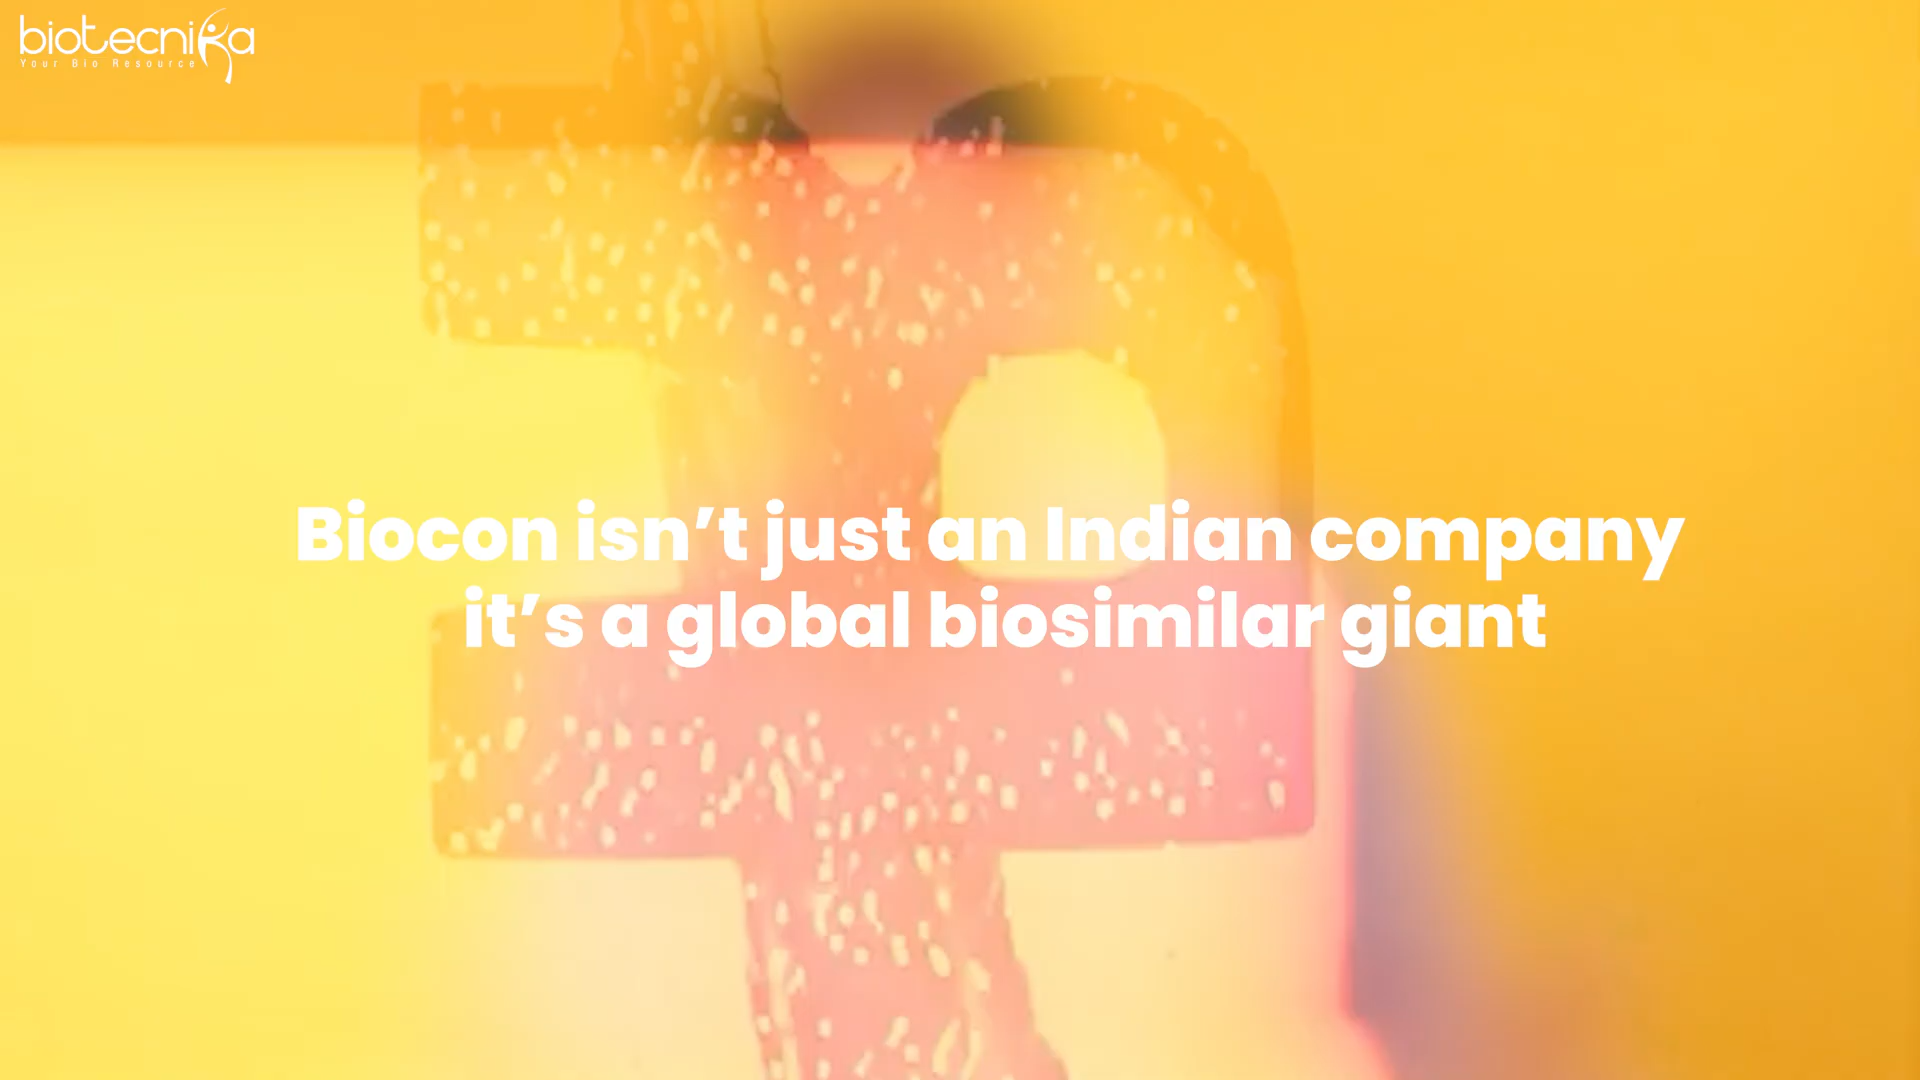 biotecnika
Your Bio Resource
Biocon isn’t just an Indian company
it’s a global biosimilar giant